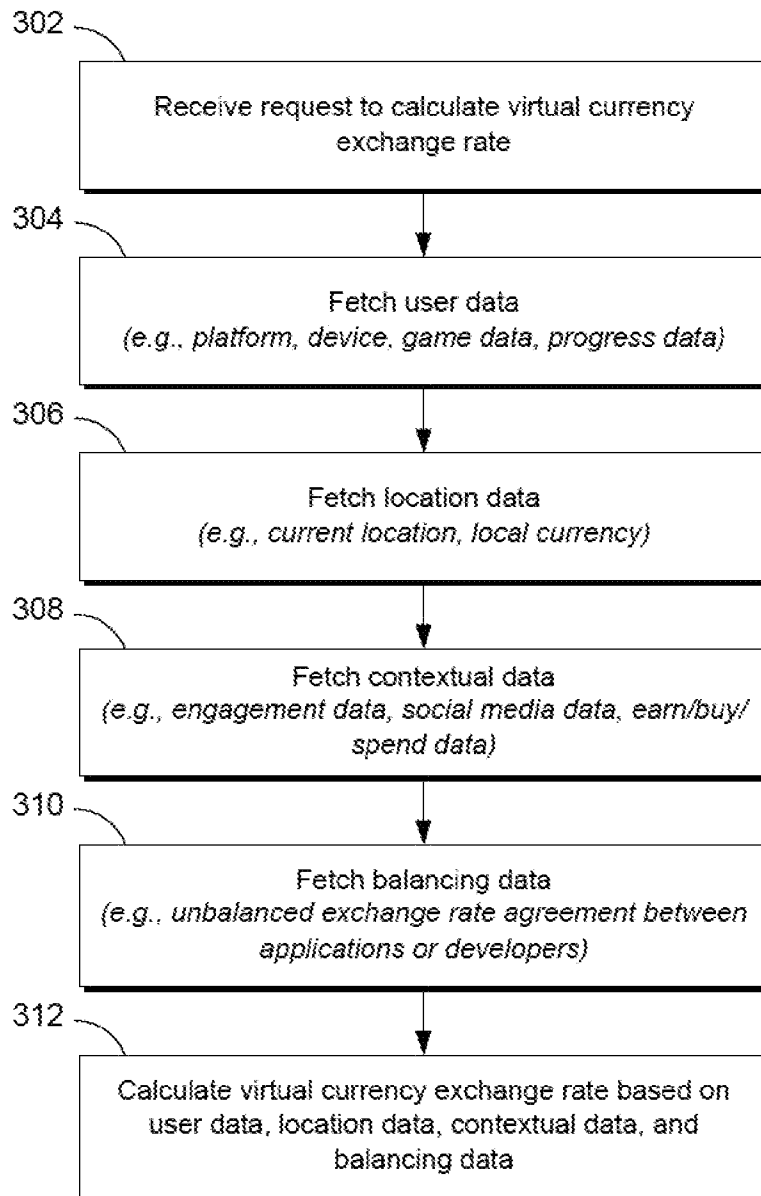 302
Receive request to calculate virtual currency
exchange rate
304
Fetch user data
(e.g., platform, device, game data, progress data)
306
Fetch location data
(e.g., current location, local currency)
308
Fetch contextual data
(e.g., engagement data, social media data, earn/buy/
spend data)
310
Fetch balancing data
(e.g., unbalanced exchange rate agreement between
applications or developers)
312
Calculate virtual currency exchange rate based on
user data, location data, contextual data, and
balancing data